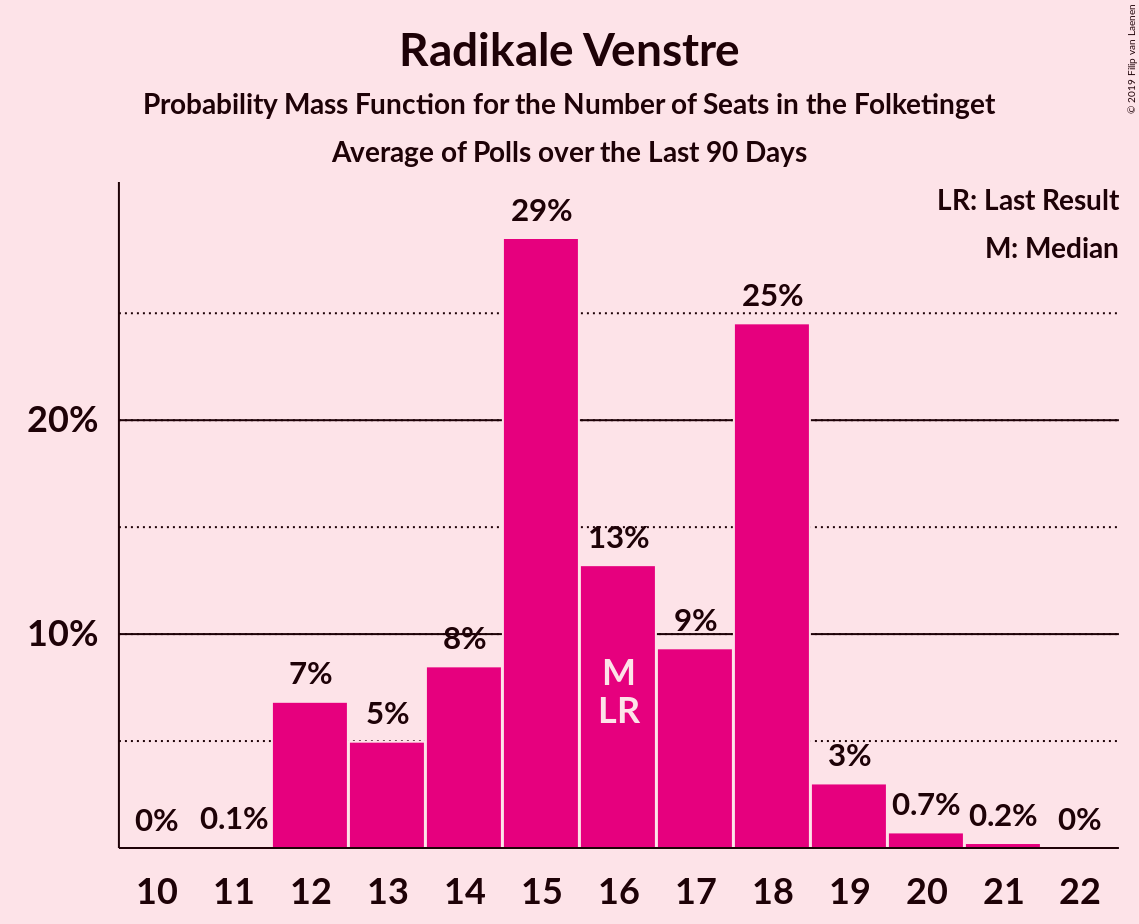 Radikale Venstre
Probability Mass Function for the Number of Seats in the Folketinget
Average of Polls over the Last 90 Days
© 2019 Filip van Laenen
LR: Last Result
M: Median
29%
25%
20%
13%
10%
9%
8%
7%
5%
3%
0.7%
0.2%
0.1%
0%
0%
M
LR
10 11 12 13 14 15 16 17 18 19 20 21 22